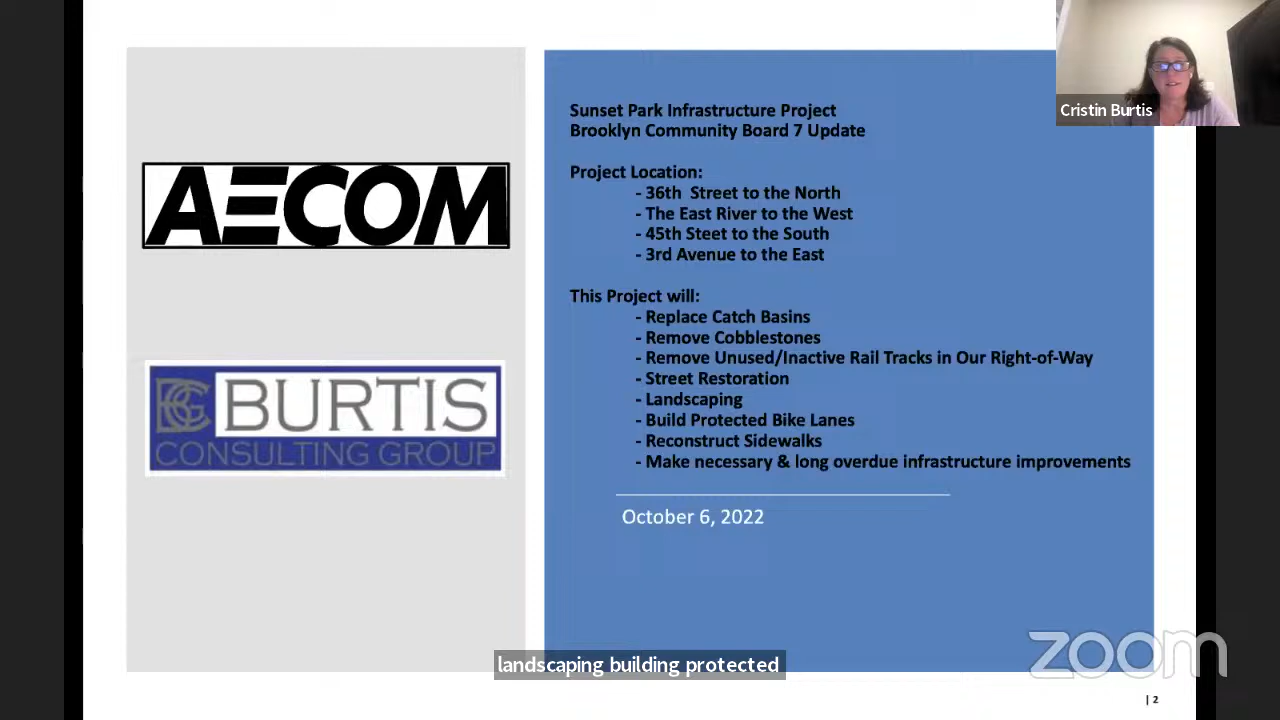 AECOM
BCG BURTIS
CONSULTING GROUP
Sunset Park Infrastructure Project
Brooklyn Community Board 7 Update
Project Location:
- 36th Street to the North
- The East River to the West
- 45th Steet to the South
- 3rd Avenue to the East
This Project will:
- Replace Catch Basins
- Remove Cobblestones
- Remove Unused/Inactive Rail Tracks in Our Right-of-Way
- Street Restoration
- Landscaping
- Build Protected Bike Lanes
- Reconstruct Sidewalks
- Make necessary & long overdue infrastructure improvements
October 6, 2022
Cristin Burtis
landscaping building protected
zoom
| 2